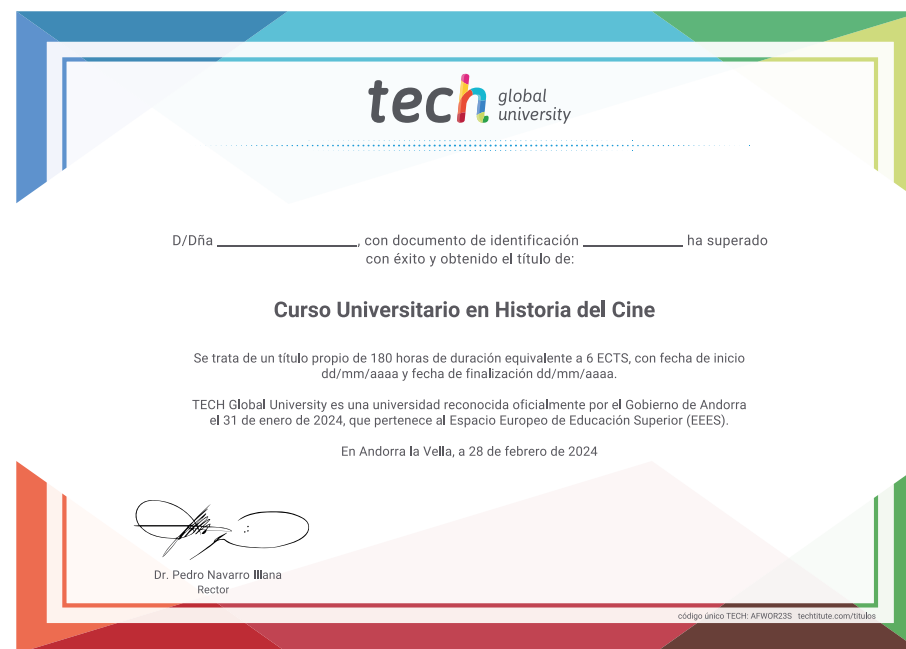 tech global university
D/Dña ____________, con documento de identificación ____________ ha superado
con éxito y obtenido el título de:
Curso Universitario en Historia del Cine
Se trata de un título propio de 180 horas de duración equivalente a 6 ECTS, con fecha de inicio
dd/mm/aaaa y fecha de finalización dd/mm/aaaa.
TECH Global University es una universidad reconocida oficialmente por el Gobierno de Andorra
el 31 de enero de 2024, que pertenece al Espacio Europeo de Educación Superior (EEES).
En Andorra la Vella, a 28 de febrero de 2024
Dr. Pedro Navarro Illana
Rector
código único TECH: AFWOR23S techtitute.com/titulos